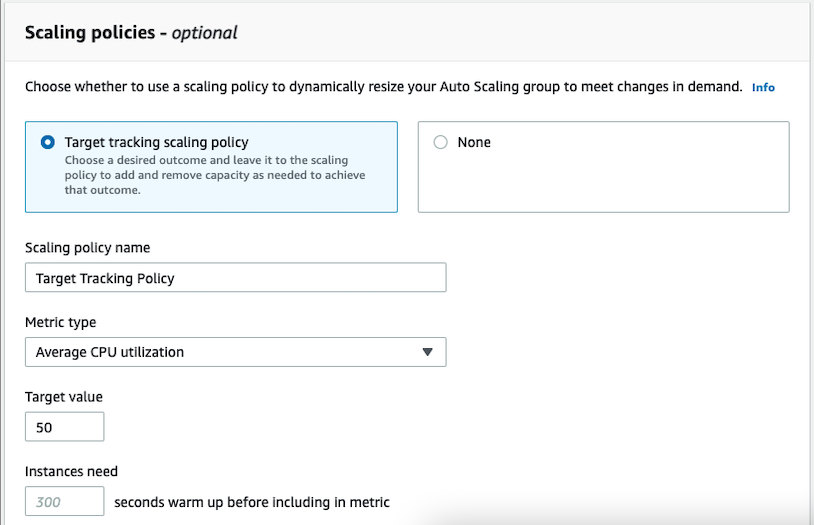 Scaling policies - optional
Choose whether to use a scaling policy to dynamically resize your Auto Scaling group to meet changes in demand. Info
Target tracking scaling policy
Choose a desired outcome and leave it to the scaling
policy to add and remove capacity as needed to achieve
that outcome.
None
Scaling policy name
Target Tracking Policy
Metric type
Average CPU utilization
Target value
50
Instances need
300 seconds warm up before including in metric